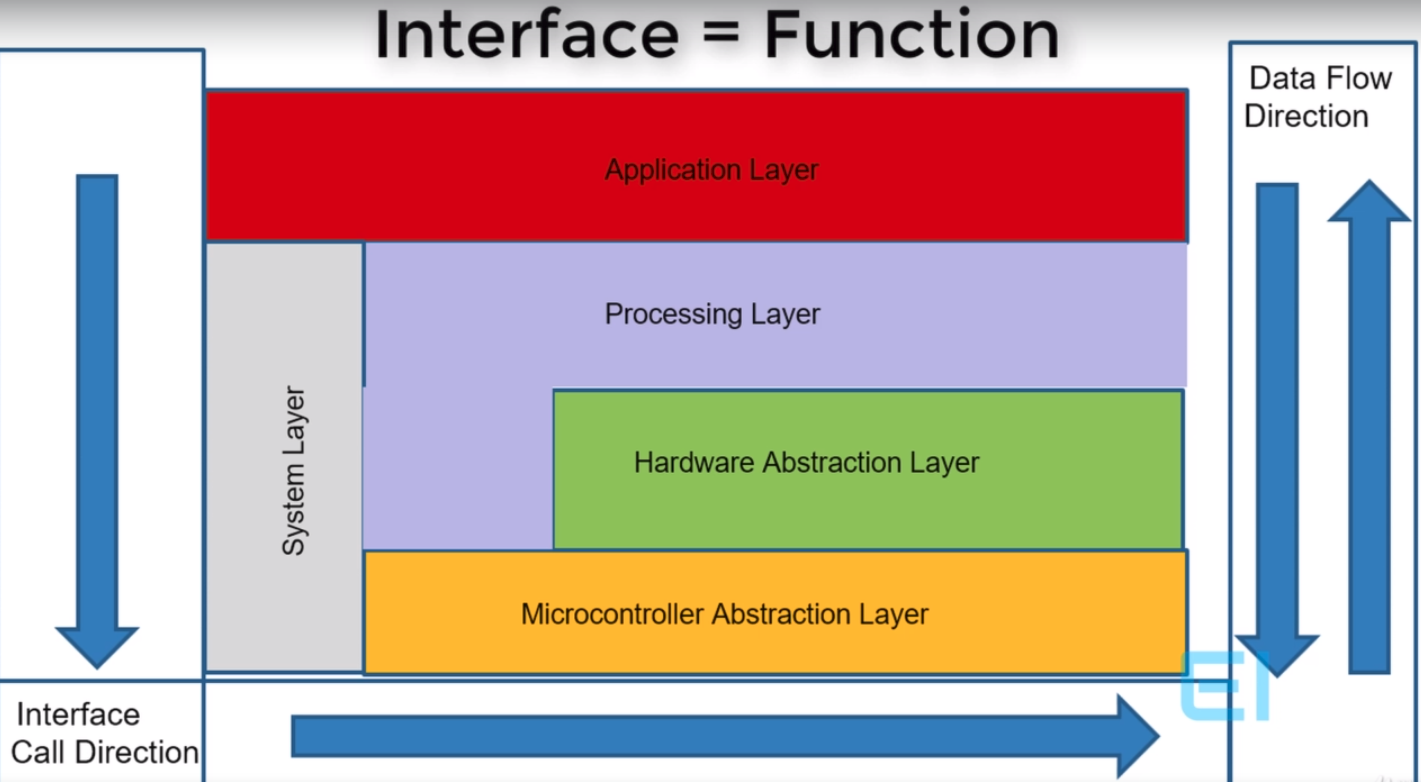 Interface = Function
Data Flow
Direction
Application Layer
Processing Layer
System Layer
Hardware Abstraction Layer
Microcontroller Abstraction Layer
EI
Interface
Call Direction